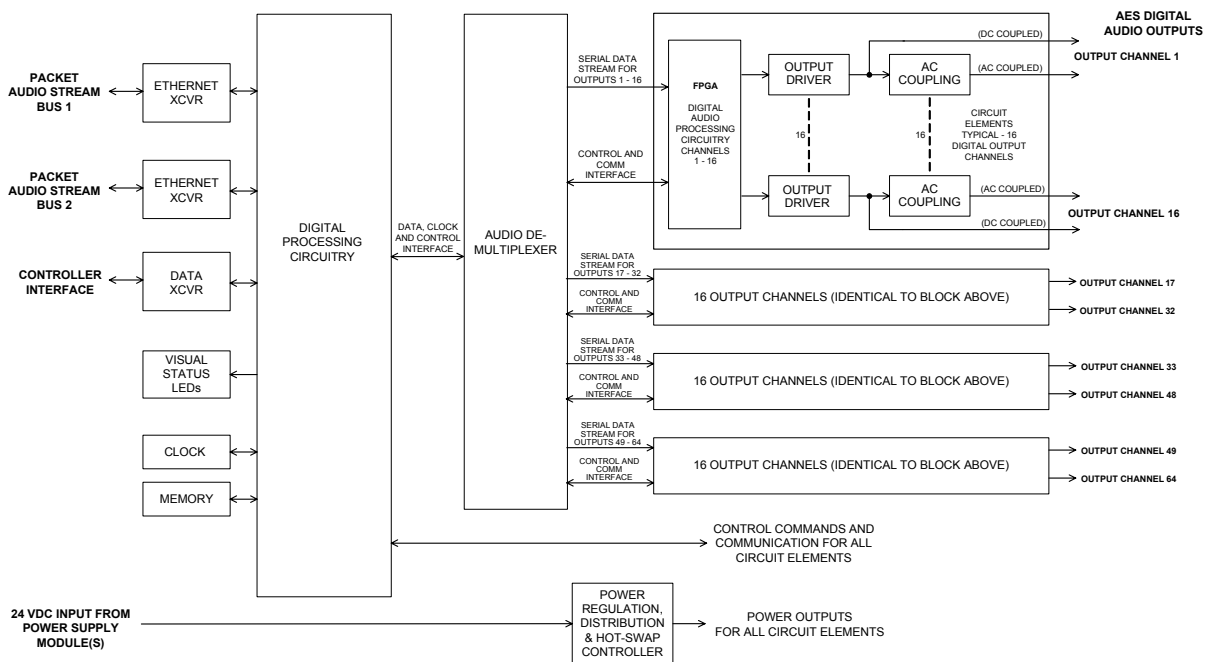 AES DIGITAL
AUDIO OUTPUTS
PACKET
AUDIO STREAM
BUS 1
ETHERNET
XCVR
PACKET
AUDIO STREAM
BUS 2
ETHERNET
XCVR
CONTROLLER
INTERFACE
DATA
XCVR
VISUAL
STATUS
LEDs
CLOCK
MEMORY
DIGITAL
PROCESSING
CIRCUITRY
DATA, CLOCK
AND CONTROL
INTERFACE
AUDIO DE-
MULTIPLEXER
SERIAL DATA
STREAM FOR
OUTPUTS 1 - 16
CONTROL AND
COMM
INTERFACE
FPGA
DIGITAL
AUDIO
PROCESSING
CIRCUITRY
CHANNELS
1 - 16
OUTPUT
DRIVER
AC
COUPLING
(DC COUPLED)
OUTPUT CHANNEL 1
(AC COUPLED)
16
16
CIRCUIT
ELEMENTS
TYPICAL - 16
DIGITAL OUTPUT
CHANNELS
OUTPUT
DRIVER
AC
COUPLING
(AC COUPLED)
OUTPUT CHANNEL 16
(DC COUPLED)
SERIAL DATA
STREAM FOR
OUTPUTS 17 - 32
CONTROL AND
COMM
INTERFACE
16 OUTPUT CHANNELS (IDENTICAL TO BLOCK ABOVE)
OUTPUT CHANNEL 17
OUTPUT CHANNEL 32
SERIAL DATA
STREAM FOR
OUTPUTS 33 - 48
CONTROL AND
COMM
INTERFACE
16 OUTPUT CHANNELS (IDENTICAL TO BLOCK ABOVE)
OUTPUT CHANNEL 33
OUTPUT CHANNEL 48
SERIAL DATA
STREAM FOR
OUTPUTS 49 - 64
CONTROL AND
COMM
INTERFACE
16 OUTPUT CHANNELS (IDENTICAL TO BLOCK ABOVE)
OUTPUT CHANNEL 49
OUTPUT CHANNEL 64
CONTROL COMMANDS AND
COMMUNICATION FOR ALL
CIRCUIT ELEMENTS
24 VDC INPUT FROM
POWER SUPPLY
MODULE(S)
POWER
REGULATION,
DISTRIBUTION
& HOT-SWAP
CONTROLLER
POWER OUTPUTS
FOR ALL CIRCUIT ELEMENTS